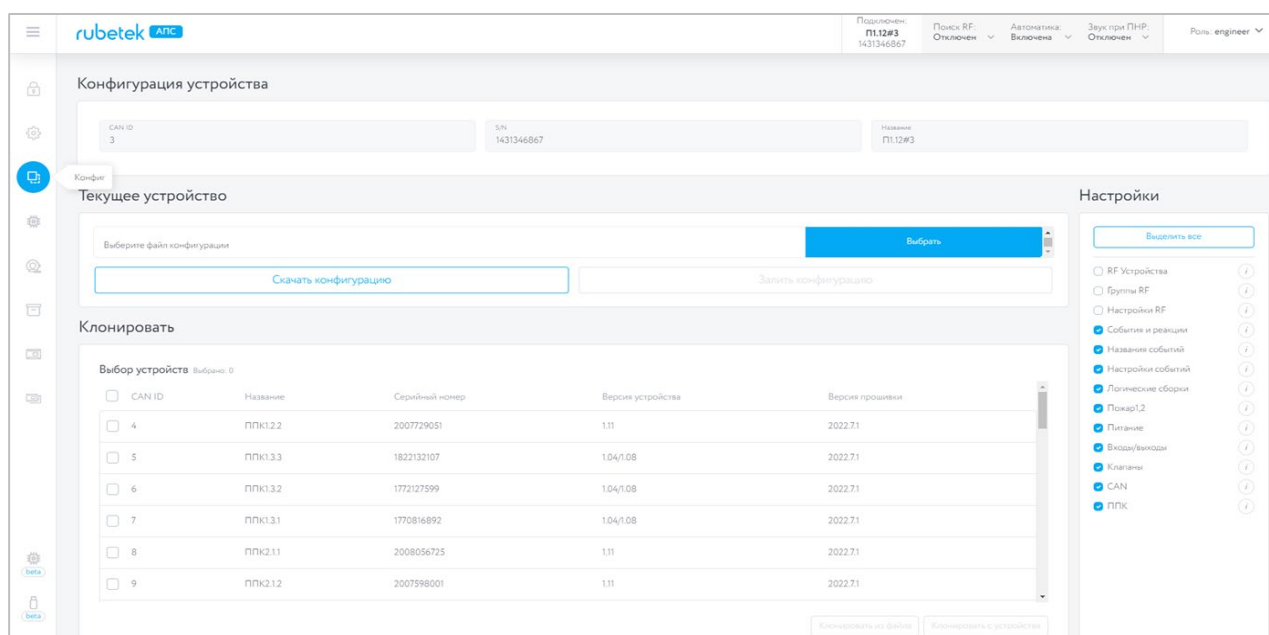 rubetek АПС
Подключен:
П1.12#3
1431346867
Поиск RF:
Отключен
Автоматика:
Включена
Звук при ПНР:
Отключен
Роль: engineer
Конфигурация устройства
CAN ID
3
S/N
1431346867
Название
П1.12#3
Конфиг
Текущее устройство
Выберите файл конфигурации
Выбрать
Скачать конфигурацию
Залить конфигурацию
Клонировать
Выбор устройств Выбрано: 0
CAN ID Название Серийный номер Версия устройства Версия прошивки
4 ППК1.2.2 2007729051 1.11 2022.7.1
5 ППК1.3.3 1822132107 1.04/1.08 2022.7.1
6 ППК1.3.2 1772127599 1.04/1.08 2022.7.1
7 ППК1.3.1 1770816892 1.04/1.08 2022.7.1
8 ППК2.1.1 2008056725 1.11 2022.7.1
9 ППК2.1.2 2007598001 1.11 2022.7.1
Клонировать из файла
Клонировать с устройства
Настройки
Выделить все
RF Устройства
Группы RF
Настройки RF
События и реакции
Названия событий
Настройки событий
Логические сборки
Пожар1,2
Питание
Входы/выходы
Клапаны
CAN
ППК
beta
beta